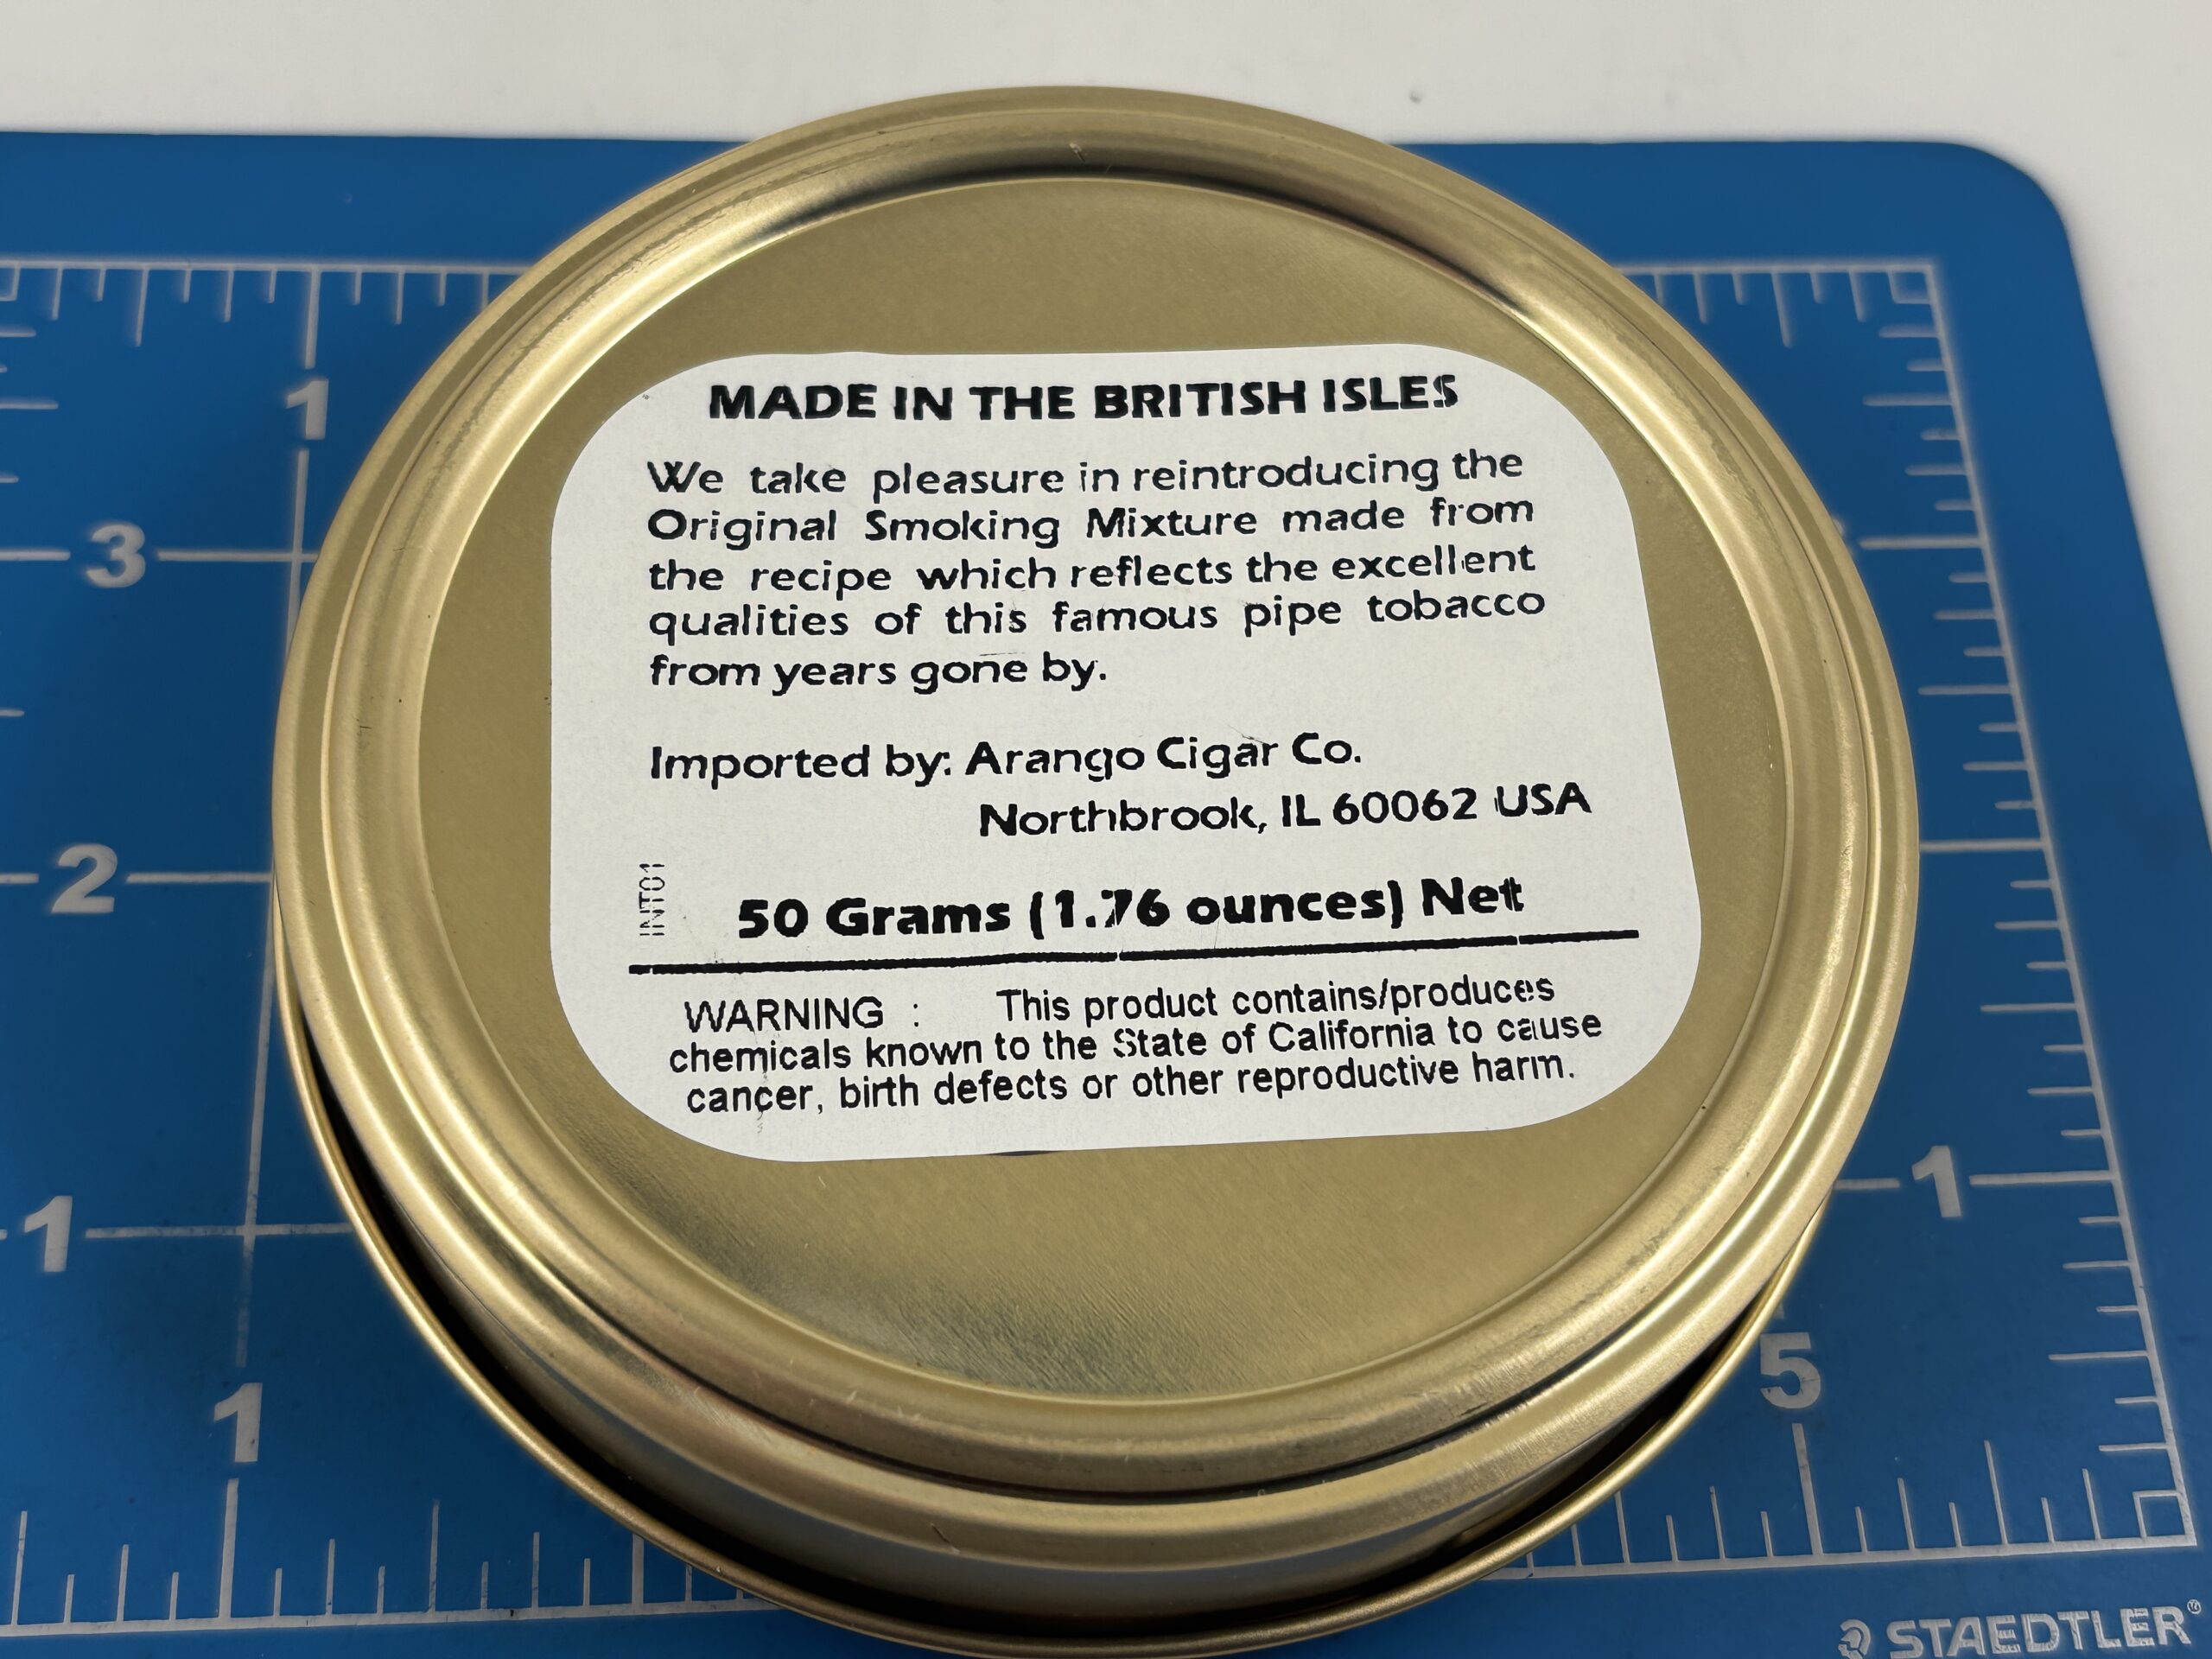 MADE IN THE BRITISH ISLES
We take pleasure in reintroducing the
Original Smoking Mixture made from
the recipe which reflects the excellent
qualities of this famous pipe tobacco
from years gone by.
Imported by: Arango Cigar Co.
Northbrook, IL 60062 USA
INT01
50 Grams (1.76 ounces) Net
WARNING : This product contains/produces
chemicals known to the State of California to cause
cancer, birth defects or other reproductive harm.
1
3
2
1
1
1
5
STAEDTLER®